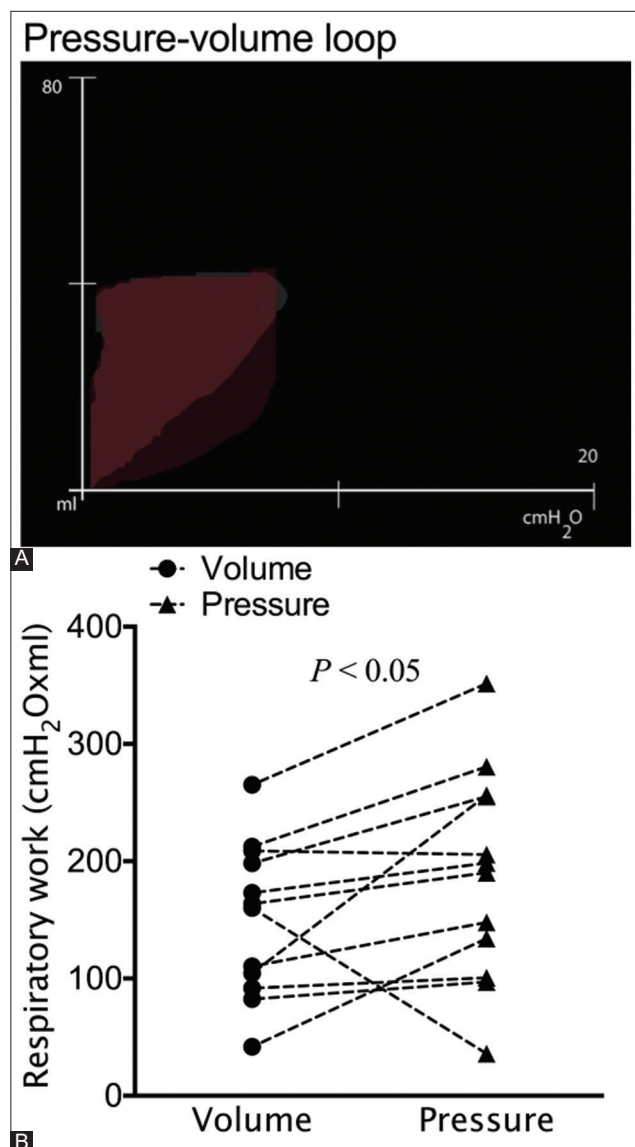 Pressure-volume loop
80
20
ml
cmH₂O
A
Volume
Pressure
400
P < 0.05
300
Respiratory work (cmH₂Oxml)
200
100
0
Volume Pressure
B